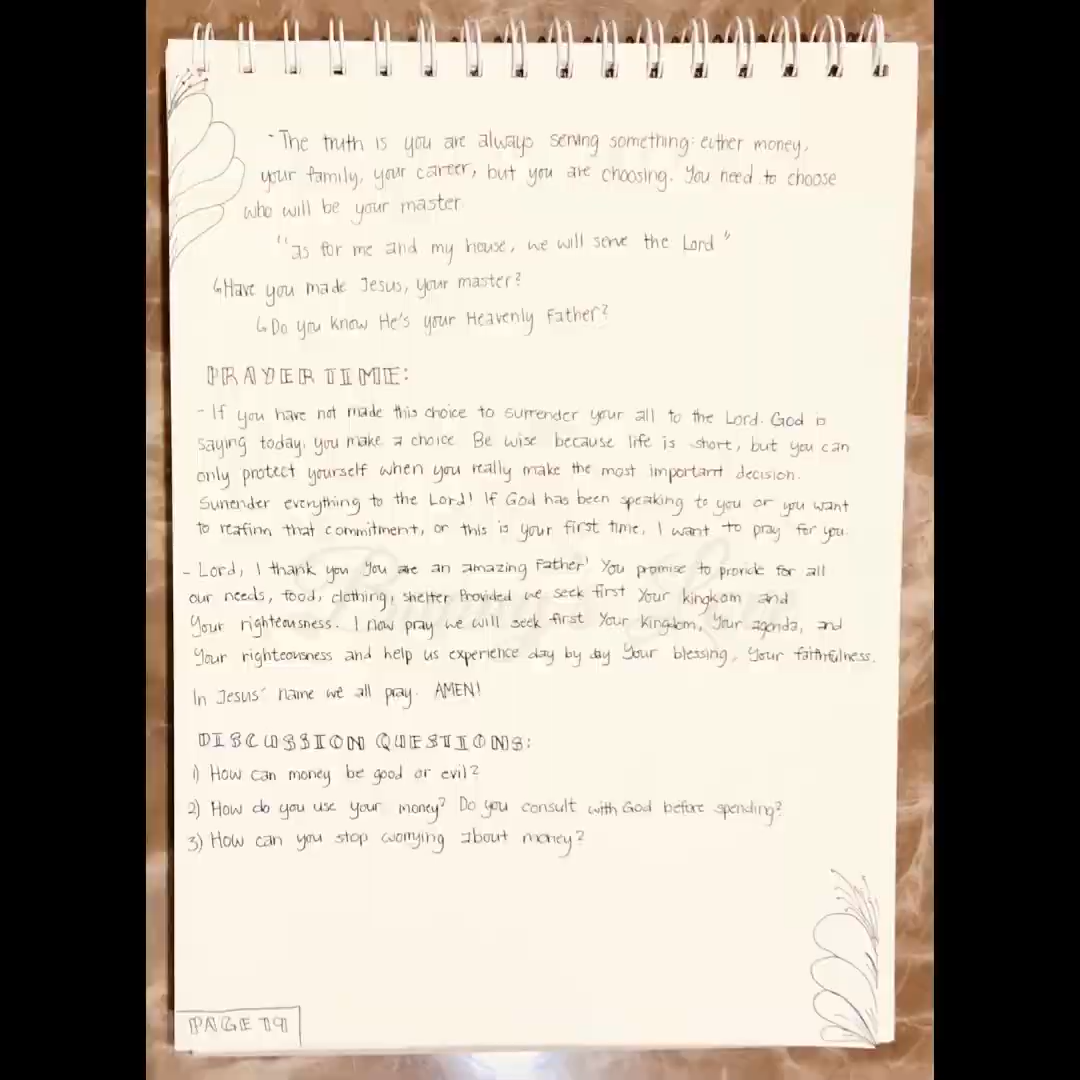 - The truth is you are always serving something: either money,
your family, your career, but you are choosing. You need to choose
who will be your master.
"as for me and my house, we will serve the Lord"
↳Have you made Jesus, your master?
↳Do you know He's your Heavenly Father?
PRAYER TIME:
- If you have not made this choice to surrender your all to the Lord. God is
saying today, you make a choice. Be wise because life is short, but you can
only protect yourself when you really make the most important decision.
Surrender everything to the Lord! If God has been speaking to you or you want
to reafirm that commitment, or this is your first time, I want to pray for you.
- Lord, I thank you You are an amazing Father! You promise to provide for all
our needs, food, clothing, shelter Provided we seek first Your kingkom and
Your righteousness. I now pray we will seek first Your Kingdom, Your agenda, and
Your righteousness and help us experience day by day Your blessing, Your faithfulness.
In Jesus' name we all pray. AMEN!
DISCUSSION QUESTIONS:
1) How can money be good or evil?
2) How do you use your money? Do you consult with God before spending?
3) How can you stop worrying about money?
PAGE 19